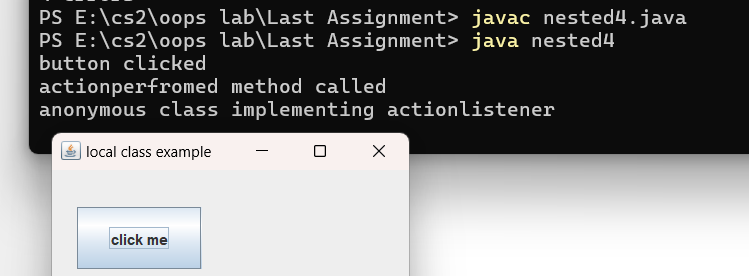 PS E:\cs2\oops lab\Last Assignment> javac nested4.java
PS E:\cs2\oops lab\Last Assignment> java nested4
button clicked
actionperfromed method called
anonymous class implementing actionlistener
local class example
click me